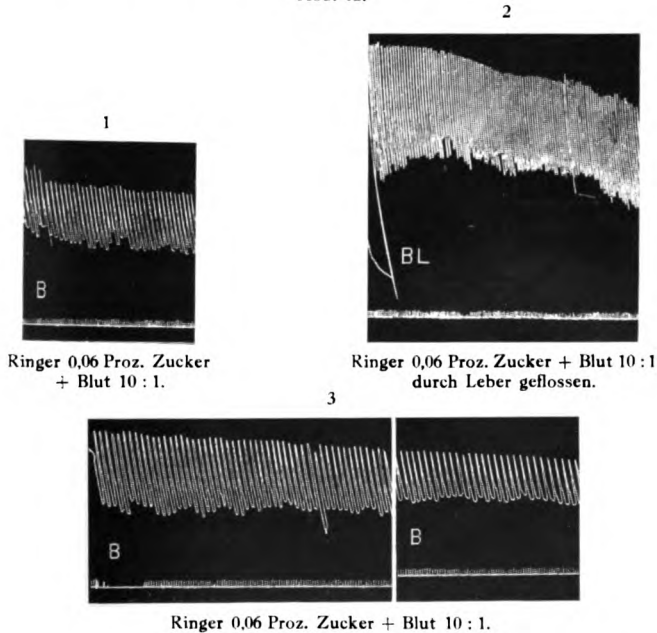 2
1
B
BL
Ringer 0,06 Proz. Zucker
+ Blut 10 : 1.
Ringer 0,06 Proz. Zucker + Blut 10 : 1
durch Leber geflossen.
3
B
B
Ringer 0,06 Proz. Zucker + Blut 10 : 1.